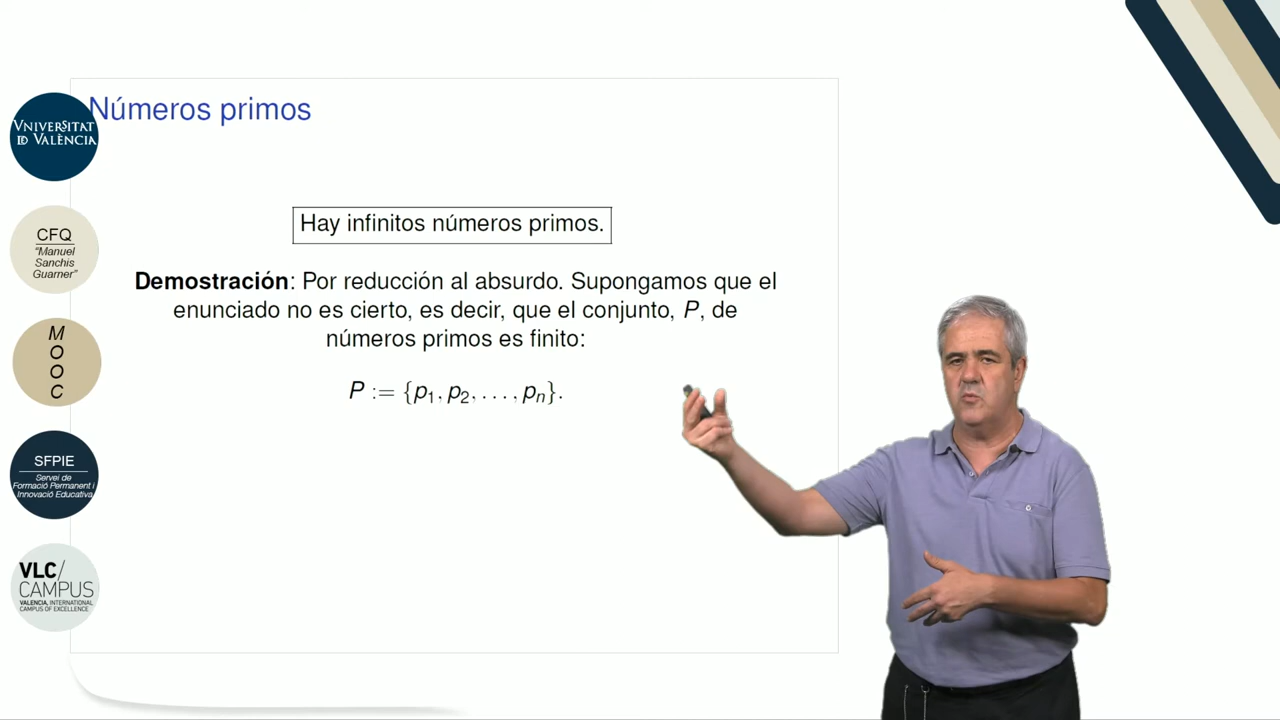 Números primos
VNIVERSITAT
ID VALÈNCIA
CFQ
"Manuel
Sanchis
Guarner"
M
O
O
C
SFPIE
Servei de
Formació Permanent i
Innovació Educativa
VLC/
CAMPUS
VALENCIA, INTERNATIONAL
CAMPUS OF EXCELLENCE
Hay infinitos números primos.
Demostración: Por reducción al absurdo. Supongamos que el
enunciado no es cierto, es decir, que el conjunto, P, de
números primos es finito:
P := {p₁, p₂, . . . , pₙ}.